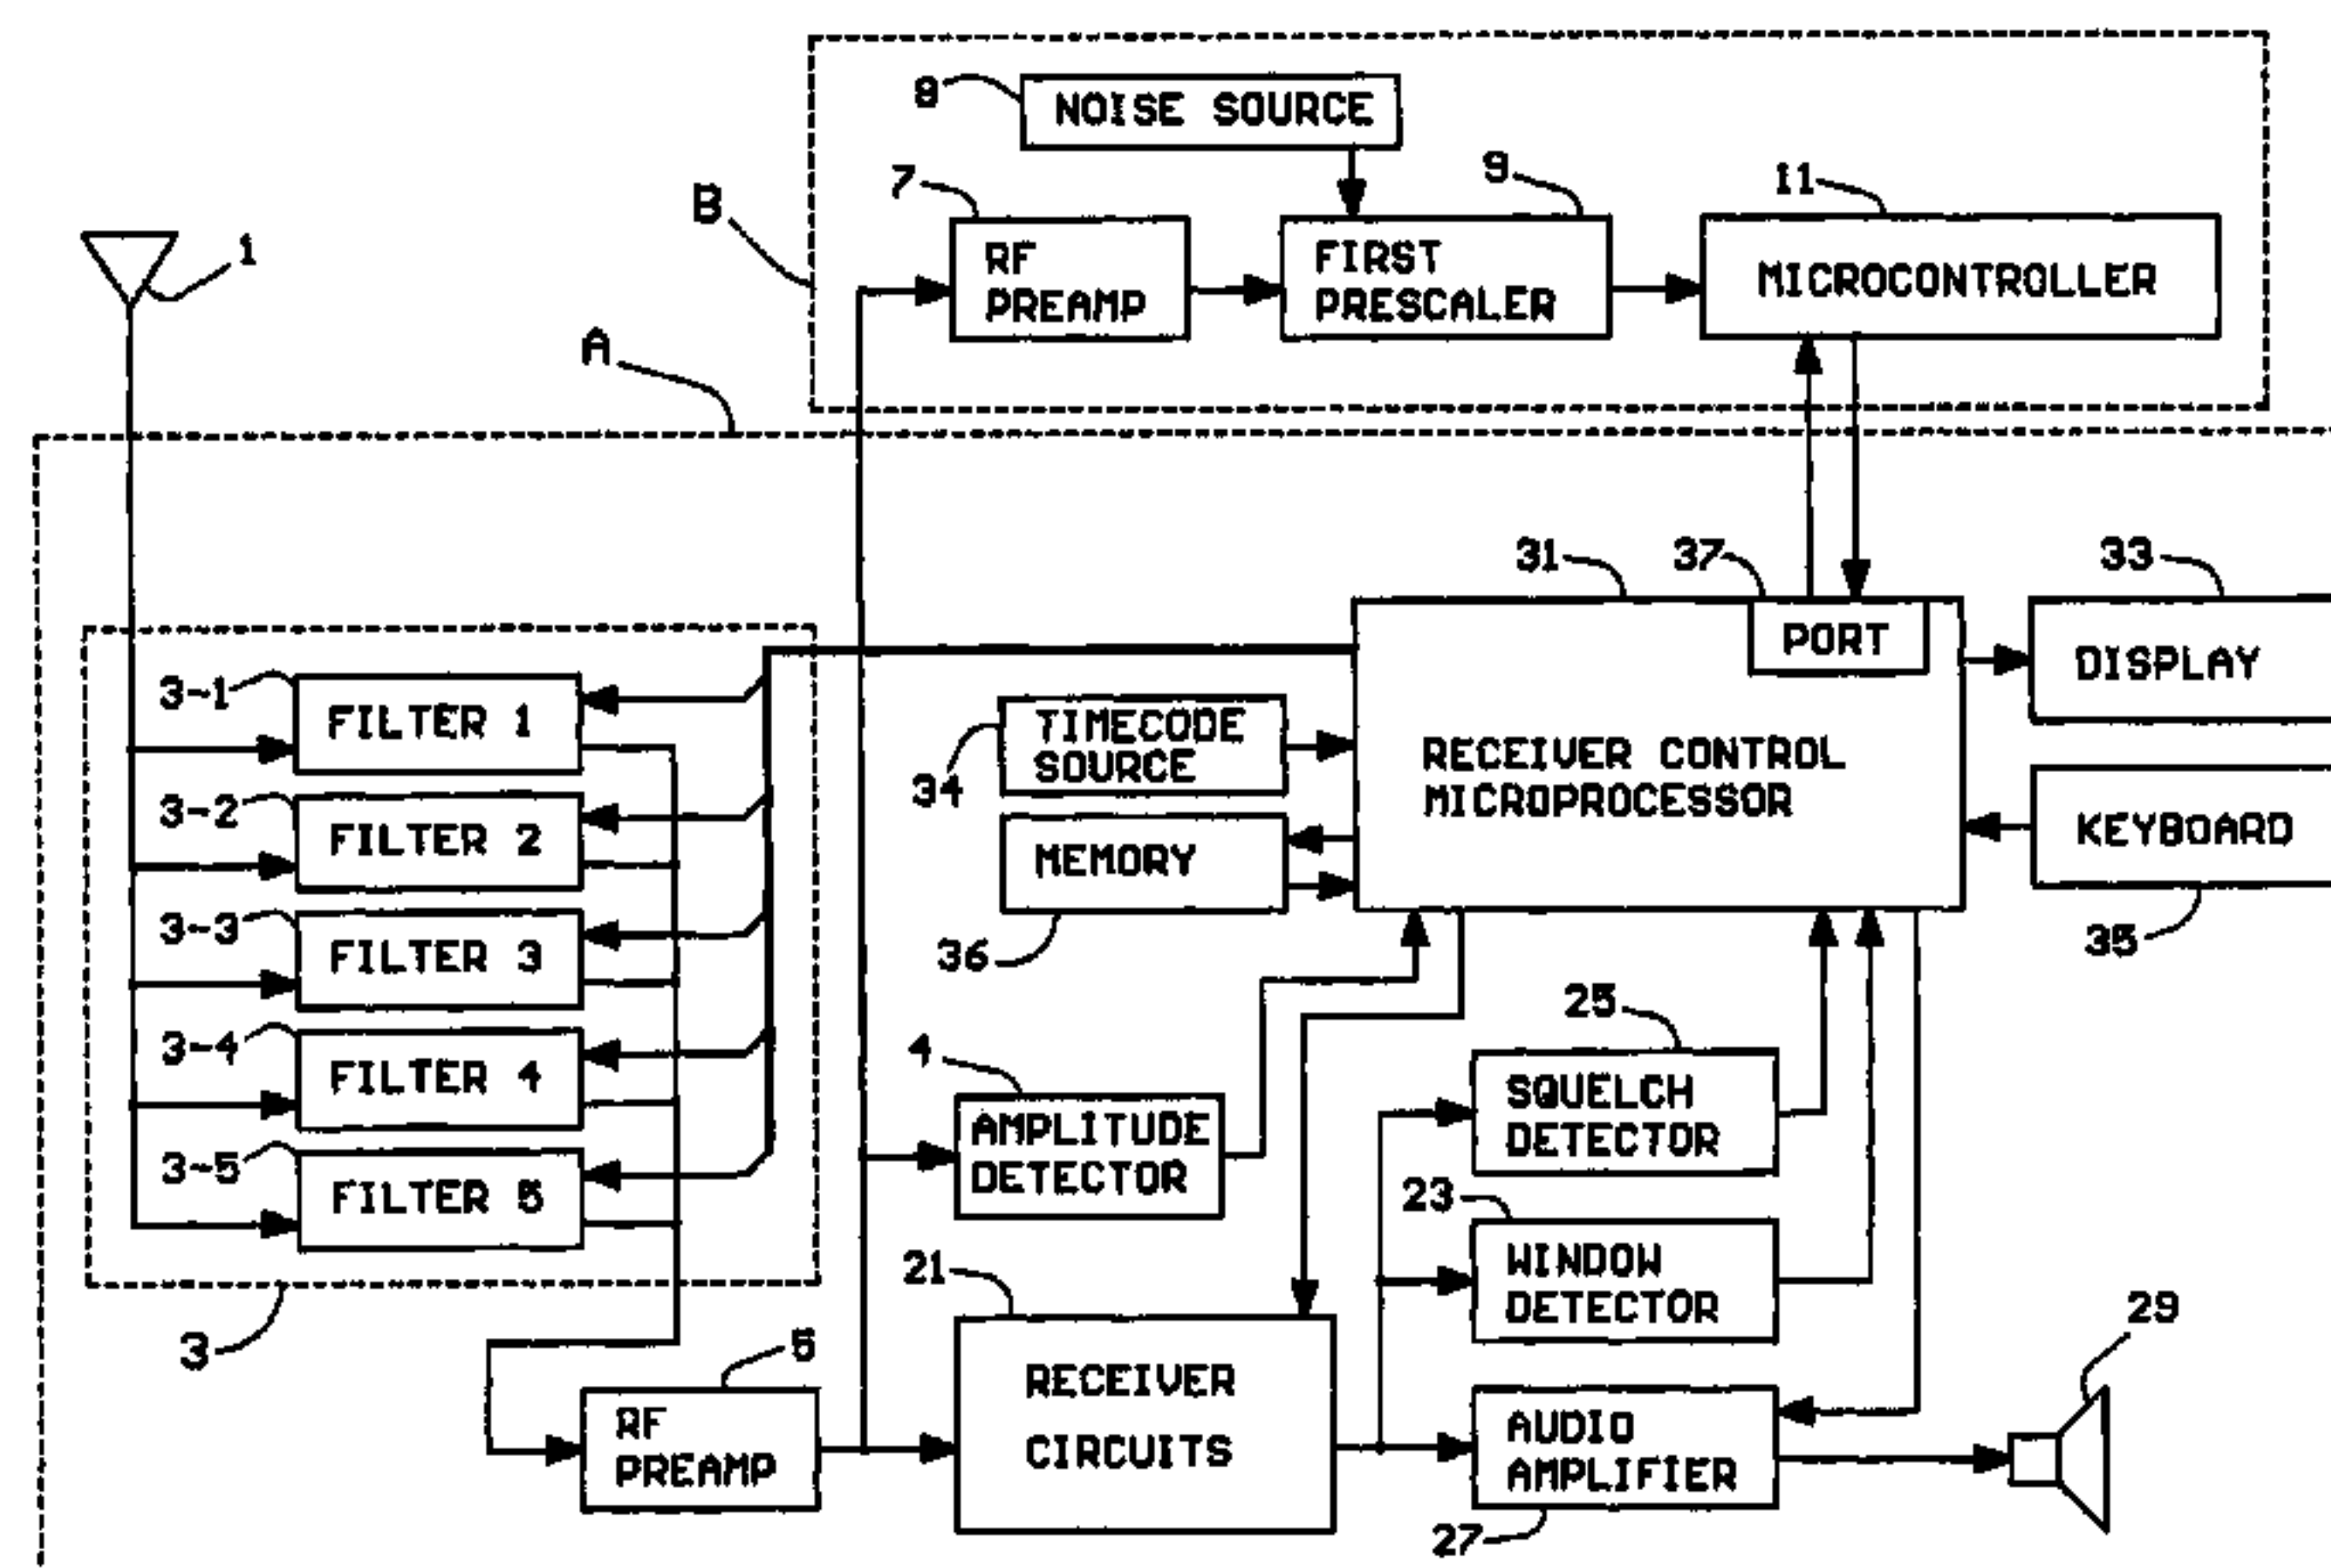 8
NOISE SOURCE
7
9
11
B
RF
PREAMP
FIRST
PRESCALER
MICROCONTROLLER
1
A
31
37
33
PORT
DISPLAY
3-1
FILTER 1
TIMECODE
SOURCE
34
RECEIVER CONTROL
MICROPROCESSOR
3-2
FILTER 2
MEMORY
KEYBOARD
36
35
3-3
FILTER 3
25
3-4
FILTER 4
4
AMPLITUDE
DETECTOR
SQUELCH
DETECTOR
3-5
FILTER 5
23
21
WINDOW
DETECTOR
29
3
5
RF
PREAMP
RECEIVER
CIRCUITS
AUDIO
AMPLIFIER
27